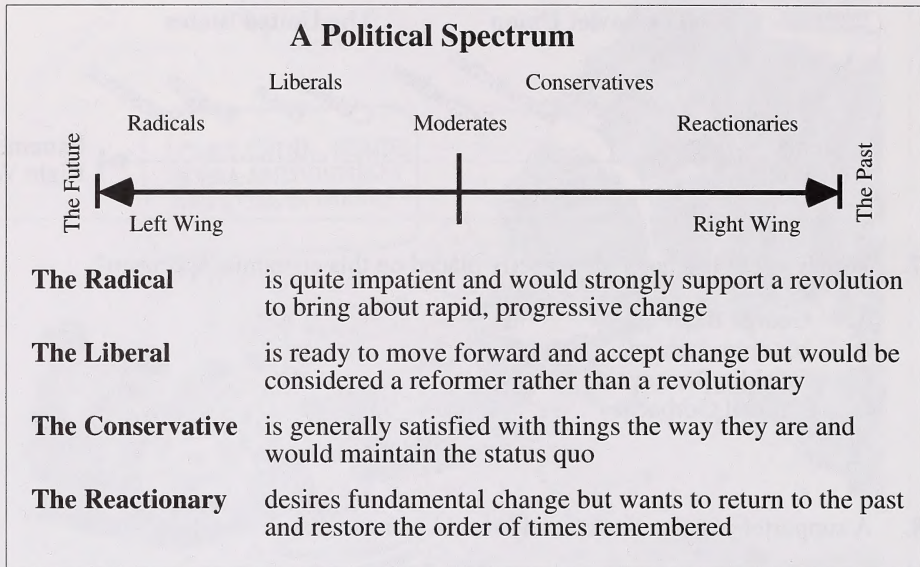 A Political Spectrum
Liberals Conservatives
Radicals Moderates Reactionaries
The Future
The Past
Left Wing Right Wing
The Radical is quite impatient and would strongly support a revolution
to bring about rapid, progressive change
The Liberal is ready to move forward and accept change but would be
considered a reformer rather than a revolutionary
The Conservative is generally satisfied with things the way they are and
would maintain the status quo
The Reactionary desires fundamental change but wants to return to the past
and restore the order of times remembered